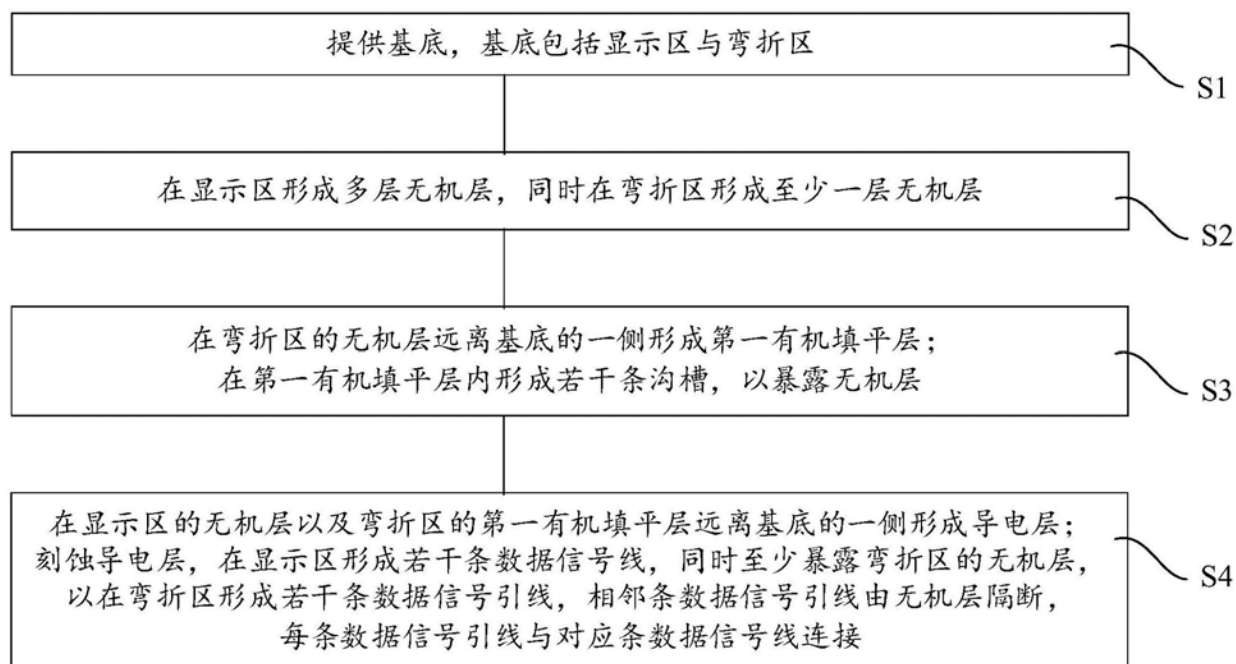 提供基底，基底包括显示区与弯折区
S1
在显示区形成多层无机层，同时在弯折区形成至少一层无机层
S2
在弯折区的无机层远离基底的一侧形成第一有机填平层；
在第一有机填平层内形成若干条沟槽，以暴露无机层
S3
在显示区的无机层以及弯折区的第一有机填平层远离基底的一侧形成导电层；
刻蚀导电层，在显示区形成若干条数据信号线，同时至少暴露弯折区的无机层，
以在弯折区形成若干条数据信号引线，相邻条数据信号引线由无机层隔断，
每条数据信号引线与对应条数据信号线连接
S4